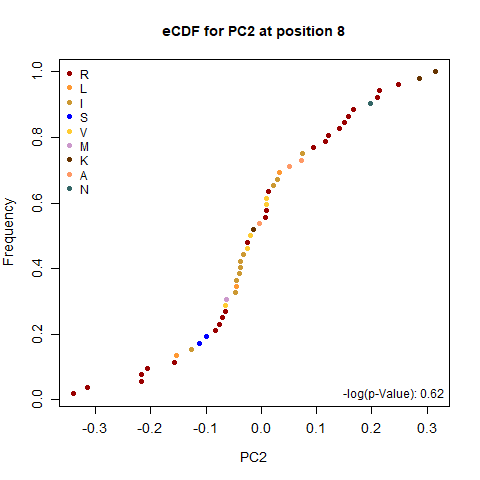 eCDF for PC2 at position 8
R
L
I
S
V
M
K
A
N
Frequency
1.0
0.8
0.6
0.4
0.2
0.0
-log(p-Value): 0.62
-0.3 -0.2 -0.1 0.0 0.1 0.2 0.3
PC2